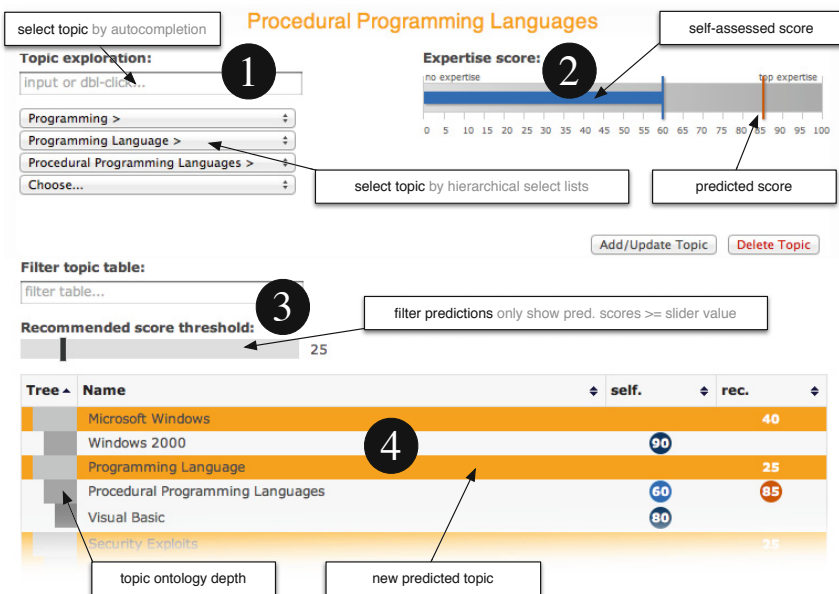 Procedural Programming Languages
select topic by autocompletion
self-assessed score
Topic exploration:
1
input or dbl-click...
Programming >
Programming Language >
Procedural Programming Languages >
Choose...
Expertise score:
2
no expertise
top expertise
0 5 10 15 20 25 30 35 40 45 50 55 60 65 70 75 80 85 90 95 100
select topic by hierarchical select lists
predicted score
Add/Update Topic
Delete Topic
Filter topic table:
filter table...
3
filter predictions only show pred. scores >= slider value
Recommended score threshold:
25
Tree Name self. rec.
Microsoft Windows 40
4
Windows 2000 90
Programming Language 25
Procedural Programming Languages 60 85
Visual Basic 80
Security Exploits 25
topic ontology depth
new predicted topic